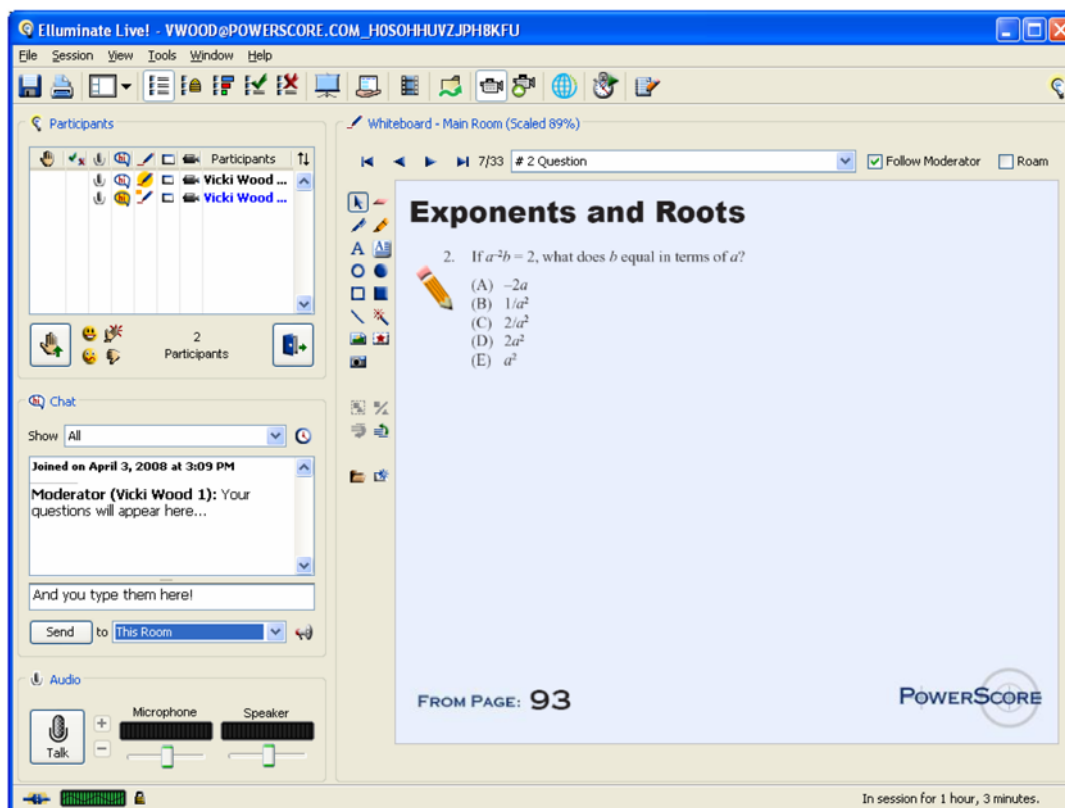 Elluminate Live! - VWOOD@POWERSCORE.COM_H0SOHHUVZJPH8KFU
File Session View Tools Window Help
Participants
Participants
Vicki Wood ...
Vicki Wood ...
2
Participants
Chat
Show All
Joined on April 3, 2008 at 3:09 PM
Moderator (Vicki Wood 1): Your
questions will appear here...
And you type them here!
Send to This Room
Audio
Microphone Speaker
Talk
Whiteboard - Main Room (Scaled 89%)
7/33 # 2 Question Follow Moderator Roam
Exponents and Roots
2. If a⁻²b = 2, what does b equal in terms of a?
(A) –2a
(B) 1/a²
(C) 2/a²
(D) 2a²
(E) a²
FROM PAGE: 93
POWERSCORE
In session for 1 hour, 3 minutes.